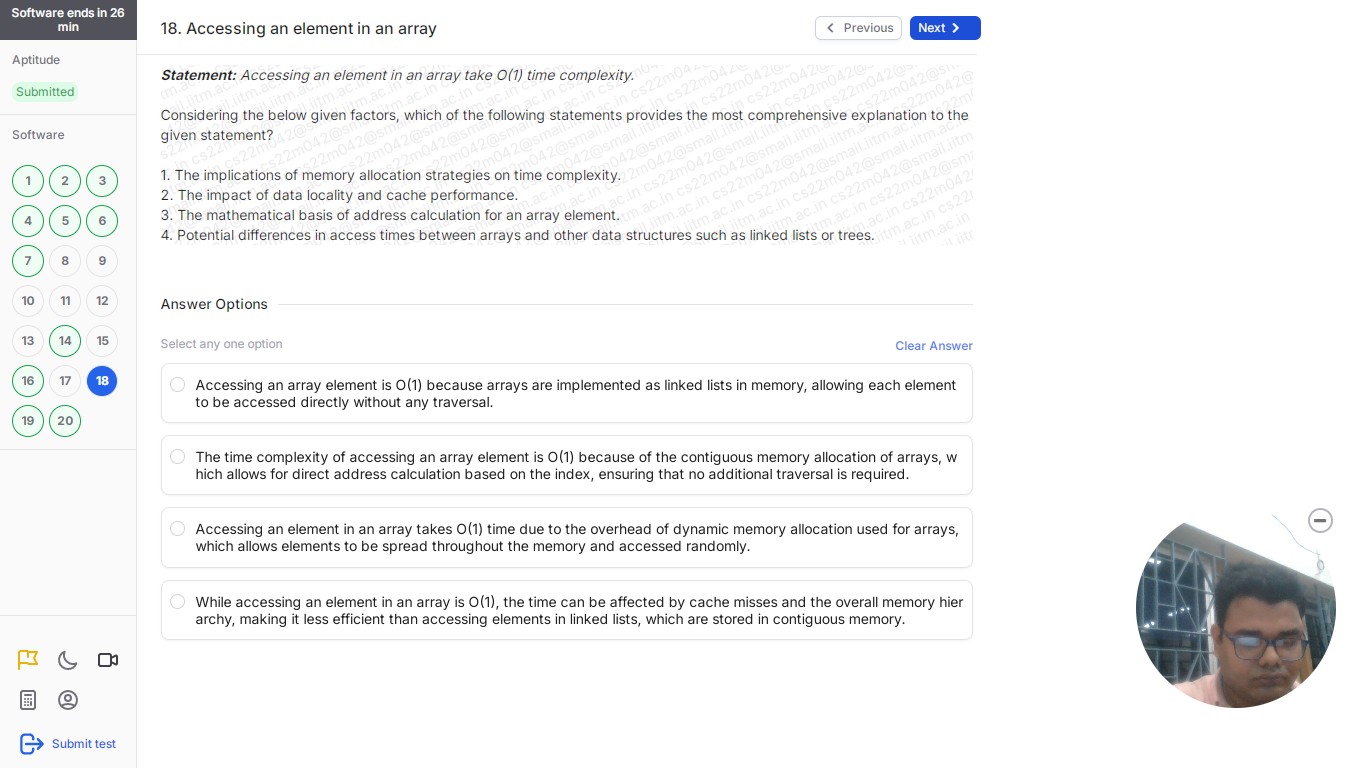 Software ends in 26
min
Aptitude
Submitted
Software
1 2 3
4 5 6
7 8 9
10 11 12
13 14 15
16 17 18
19 20
Submit test
18. Accessing an element in an array
Previous
Next
Statement: Accessing an element in an array take O(1) time complexity.
Considering the below given factors, which of the following statements provides the most comprehensive explanation to the
given statement?
1. The implications of memory allocation strategies on time complexity.
2. The impact of data locality and cache performance.
3. The mathematical basis of address calculation for an array element.
4. Potential differences in access times between arrays and other data structures such as linked lists or trees.
Answer Options
Select any one option
Clear Answer
Accessing an array element is O(1) because arrays are implemented as linked lists in memory, allowing each element
to be accessed directly without any traversal.
The time complexity of accessing an array element is O(1) because of the contiguous memory allocation of arrays, w
hich allows for direct address calculation based on the index, ensuring that no additional traversal is required.
Accessing an element in an array takes O(1) time due to the overhead of dynamic memory allocation used for arrays,
which allows elements to be spread throughout the memory and accessed randomly.
While accessing an element in an array is O(1), the time can be affected by cache misses and the overall memory hier
archy, making it less efficient than accessing elements in linked lists, which are stored in contiguous memory.